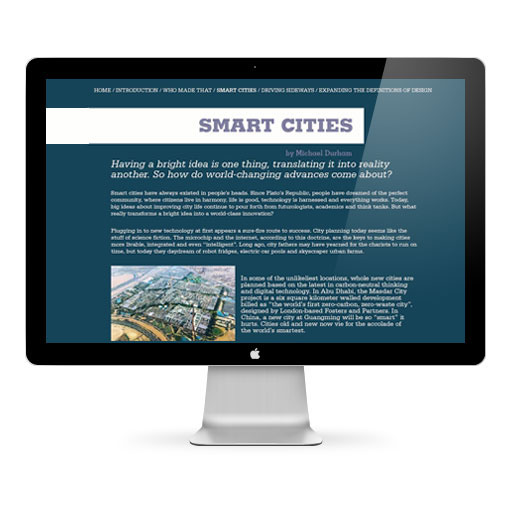 HOME / INTRODUCTION / WHO MADE THAT / SMART CITIES / DRIVING SIDEWAYS / EXPANDING THE DEFINITIONS OF DESIGN
SMART CITIES
by Michael Durham
Having a bright idea is one thing, translating it into reality
another. So how do world-changing advances come about?
Smart cities have always existed in people's heads. Since Plato's Republic, people have dreamed of the perfect
community, where citizens live in harmony, life is good, technology is harnessed and everything works. Today,
big ideas about improving city life continue to pour forth from futurologists, academics and think tanks. But what
really transforms a bright idea into a world-class innovation?
Plugging in to new technology at first appears a sure-fire route to success. City planning today seems like the
stuff of science fiction. The microchip and the internet, according to this doctrine, are the keys to making cities
more livable, integrated and even "intelligent". Long ago, city fathers may have yearned for the chariots to run on
time, but today they daydream of robot fridges, electric car pools and skyscraper urban farms.
In some of the unlikeliest locations, whole new cities are
planned based on the latest in carbon-neutral thinking
and digital technology. In Abu Dhabi, the Masdar City
project is a six square kilometer walled development
billed as "the world's first zero-carbon, zero-waste city",
designed by London-based Fosters and Partners. In
China, a new city at Guangming will be so "smart" it
hurts. Cities old and new now vie for the accolade of
the world's smartest.